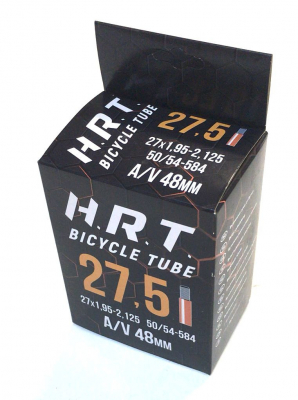 H.R.T.
BICYCLE TUBE
27,5
27x1,95-2,125
50/54-584
A/V 48MM
H.R.T.
BICYCLE TUBE
27,5
27x1,95-2,125 50/54-584
A/V 48MM